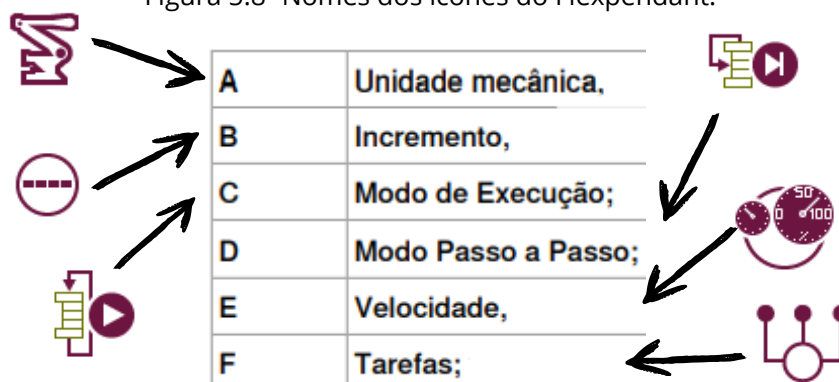 Figura 5.8- Nomes dos ícones do Flexpendant.
A Unidade mecânica,
B Incremento,
C Modo de Execução;
D Modo Passo a Passo;
E Velocidade,
F Tarefas;
50
0
100
%